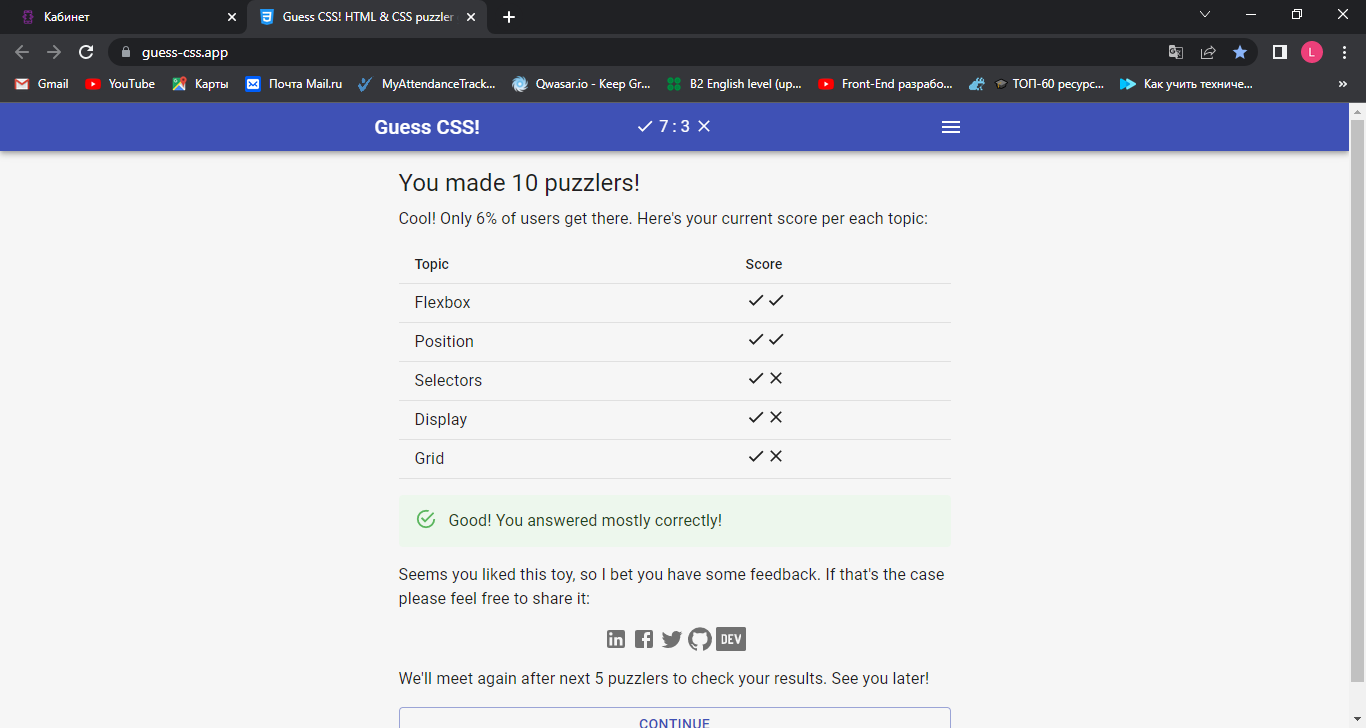 Кабинет
Guess CSS! HTML & CSS puzzler
guess-css.app
L
Gmail
YouTube
Карты
Почта Mail.ru
MyAttendanceTrack...
Qwasar.io - Keep Gr...
B2 English level (up...
Front-End разрабо...
ТОП-60 ресурс...
Как учить техниче...
»
Guess CSS!
7 : 3
You made 10 puzzlers!
Cool! Only 6% of users get there. Here's your current score per each topic:
Topic Score
Flexbox
Position
Selectors
Display
Grid
Good! You answered mostly correctly!
Seems you liked this toy, so I bet you have some feedback. If that's the case
please feel free to share it:
in f DEV
We'll meet again after next 5 puzzlers to check your results. See you later!
CONTINUE